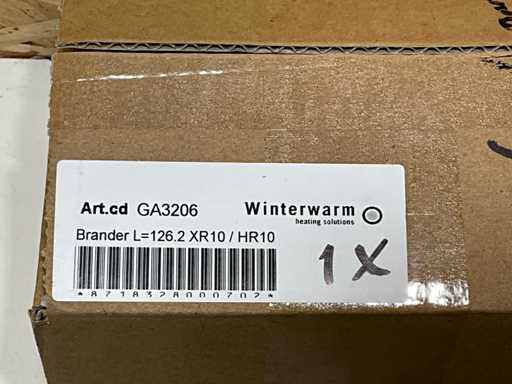 Art.cd GA3206
Winterwarm
heating solutions
Brander L=126.2 XR10 / HR10
*8718328000702*
1X